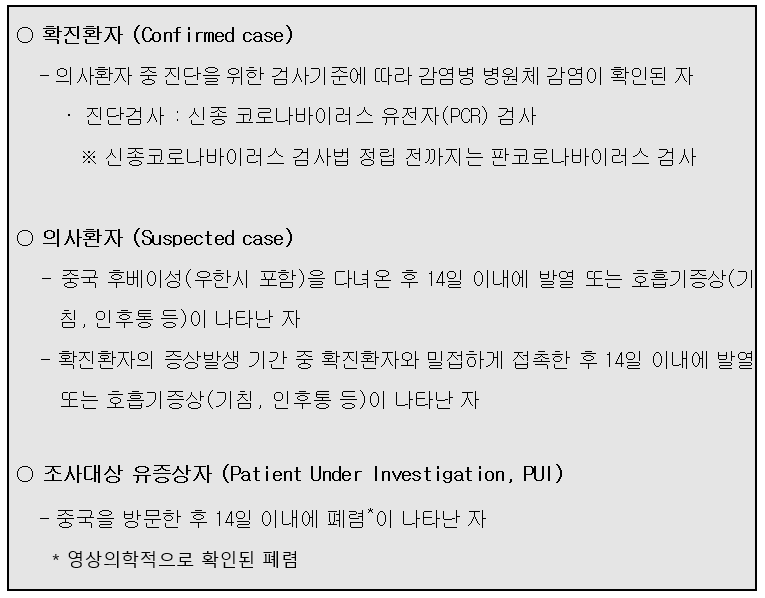 ○ 확진환자 (Confirmed case)
- 의사환자 중 진단을 위한 검사기준에 따라 감염병 병원체 감염이 확인된 자
· 진단검사 : 신종 코로나바이러스 유전자(PCR) 검사
※ 신종코로나바이러스 검사법 정립 전까지는 판코로나바이러스 검사
○ 의사환자 (Suspected case)
- 중국 후베이성(우한시 포함)을 다녀온 후 14일 이내에 발열 또는 호흡기증상(기
침, 인후통 등)이 나타난 자
- 확진환자의 증상발생 기간 중 확진환자와 밀접하게 접촉한 후 14일 이내에 발열
또는 호흡기증상(기침, 인후통 등)이 나타난 자
○ 조사대상 유증상자 (Patient Under Investigation, PUI)
- 중국을 방문한 후 14일 이내에 폐렴*이 나타난 자
* 영상의학적으로 확인된 폐렴